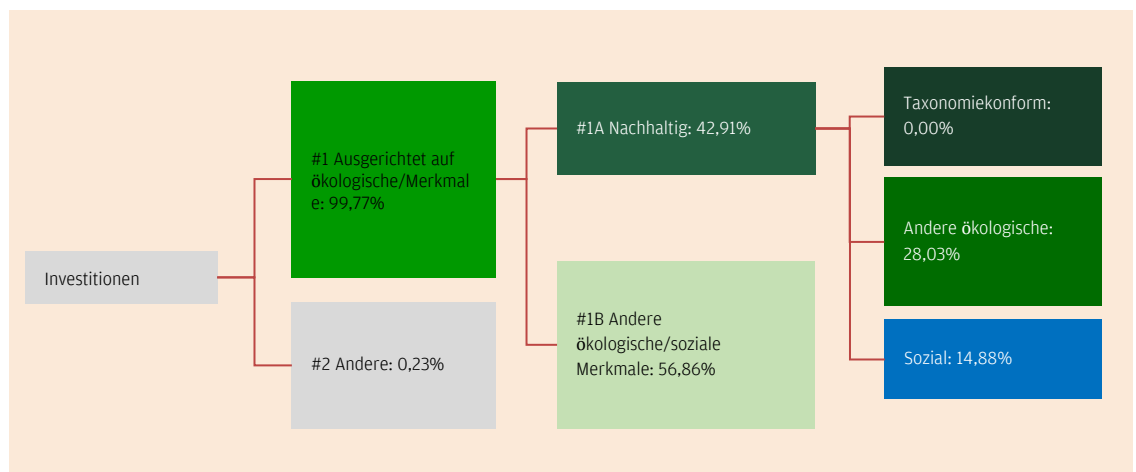 Investitionen
#1 Ausgerichtet auf
ökologische/Merkmal
e: 99,77%
#2 Andere: 0,23%
#1A Nachhaltig: 42,91%
#1B Andere
ökologische/soziale
Merkmale: 56,86%
Taxonomiekonform:
0,00%
Andere ökologische:
28,03%
Sozial: 14,88%